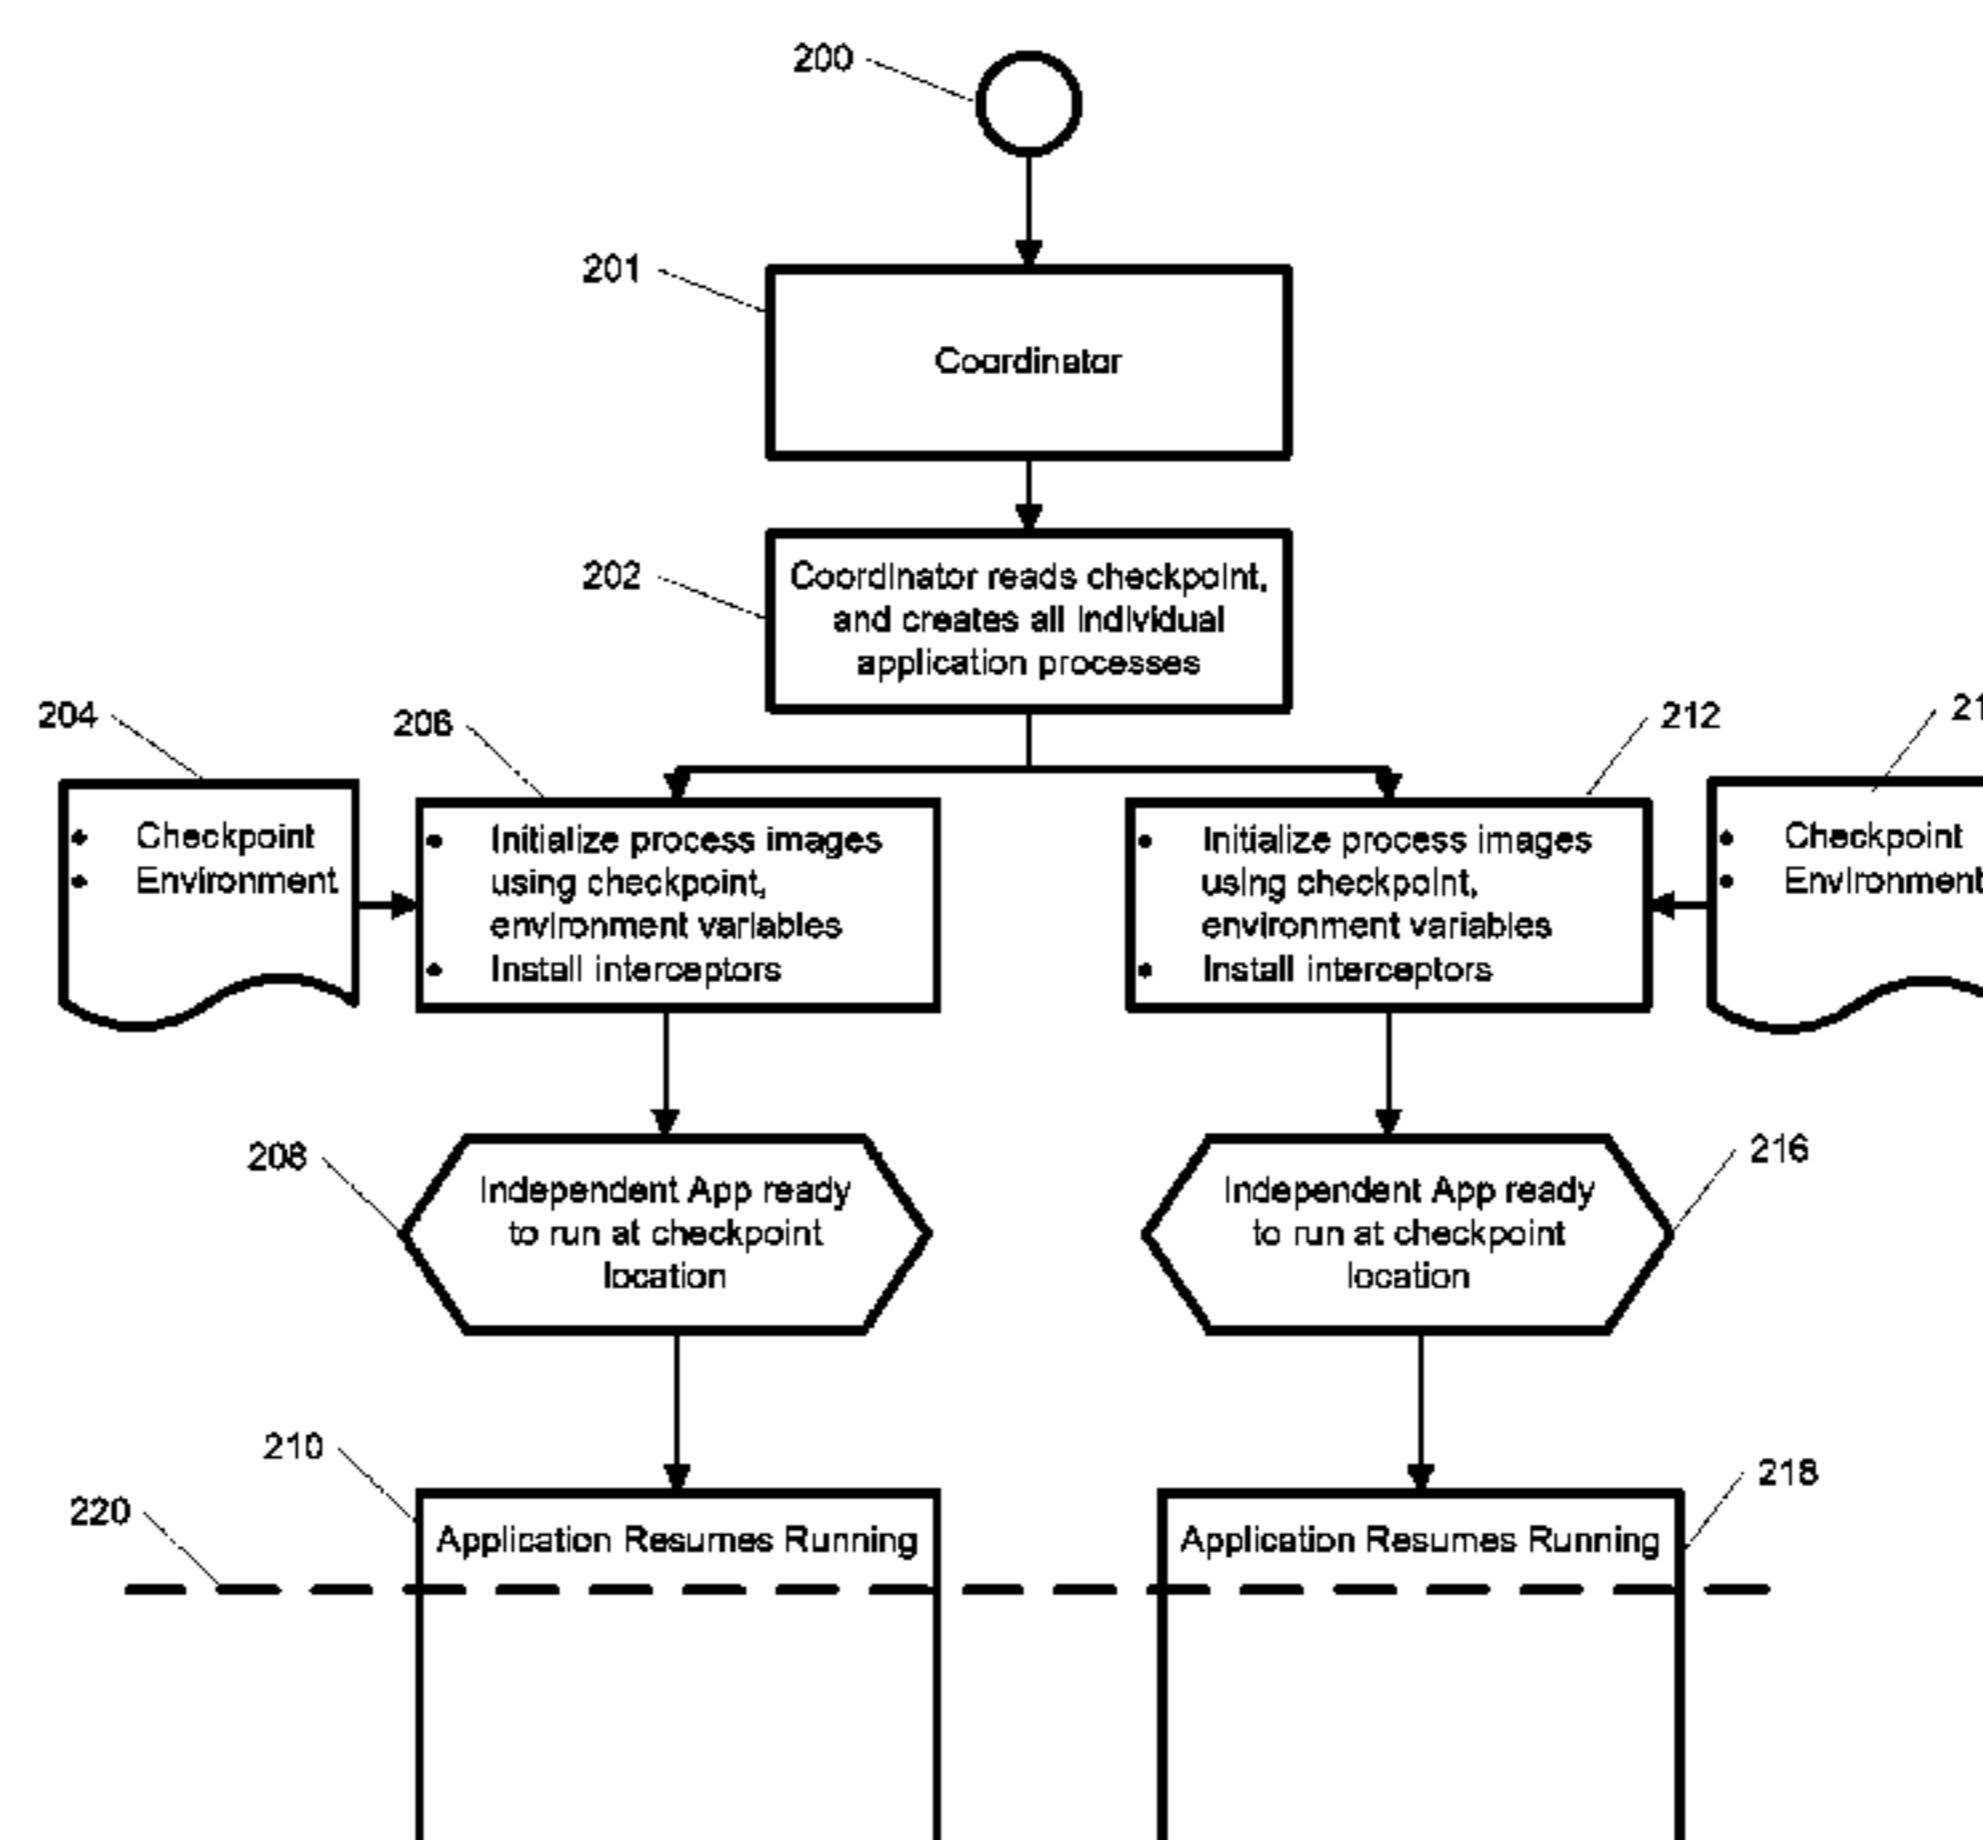 200
201
Coordinator
202
Coordinator reads checkpoint,
and creates all individual
application processes
204
206
212
21
• Checkpoint
• Environment
• Initialize process images
using checkpoint,
environment variables
• Install interceptors
• Initialize process images
using checkpoint,
environment variables
• Install interceptors
• Checkpoint
• Environment
208
Independent App ready
to run at checkpoint
location
216
Independent App ready
to run at checkpoint
location
210
218
220
Application Resumes Running
Application Resumes Running